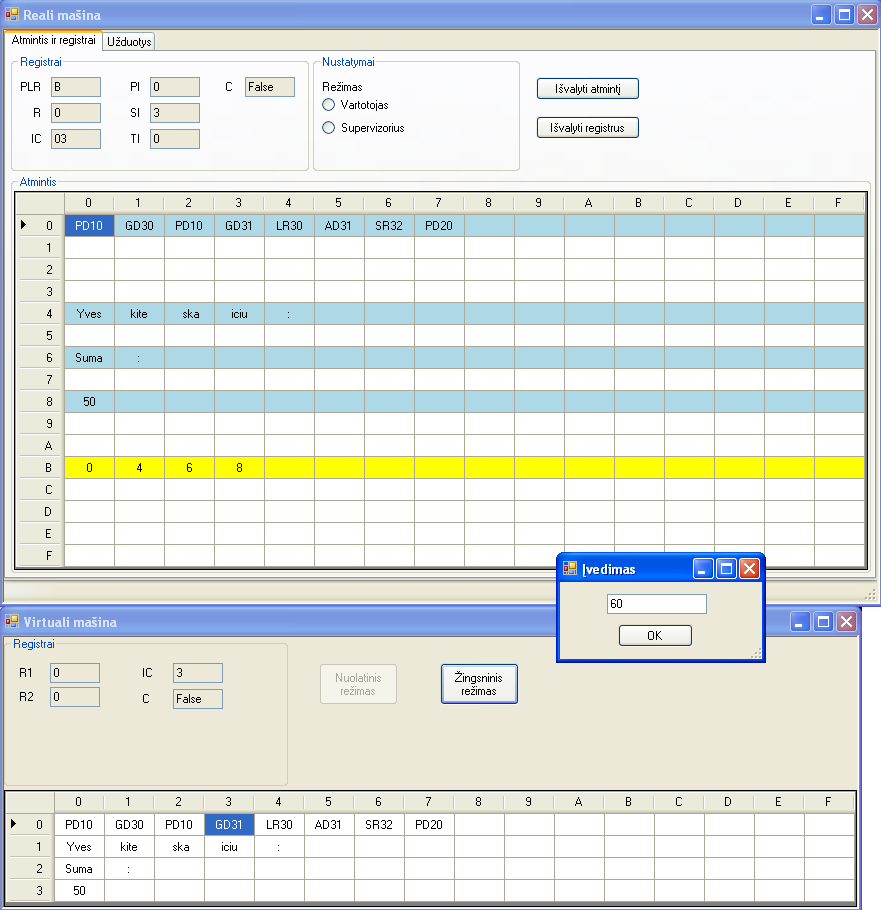 Reali mašina
Atmintis ir registrai Užduotys
Registrai
PLR B PI 0 C False
R 0 SI 3
IC 03 TI 0
Nustatymai
Režimas
Vartotojas
Supervizorius
Išvalyti atmintį
Išvalyti registrus
Atmintis
0 1 2 3 4 5 6 7 8 9 A B C D E F
0 PD10 GD30 PD10 GD31 LR30 AD31 SR32 PD20
1
2
3
4 Yves kite ska iciu :
5
6 Suma :
7
8 50
9
A
B 0 4 6 8
C
D
E
F
Įvedimas
60
OK
Virtuali mašina
Registrai
R1 0 IC 3
R2 0 C False
Nuolatinis
režimas
Žingsninis
režimas
0 1 2 3 4 5 6 7 8 9 A B C D E F
0 PD10 GD30 PD10 GD31 LR30 AD31 SR32 PD20
1 Yves kite ska iciu :
2 Suma :
3 50